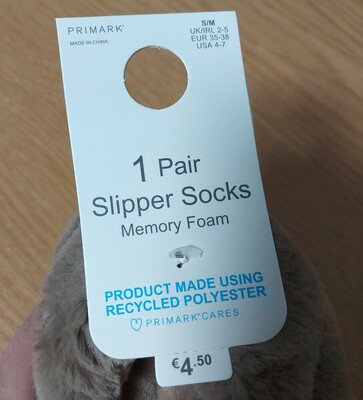 PRIMARK®
MADE IN CHINA
S/M
UK/IRL 2-5
EUR 35-38
USA 4-7
1 Pair
Slipper Socks
Memory Foam
PRODUCT MADE USING
RECYCLED POLYESTER
PRIMARK® CARES
€4.50